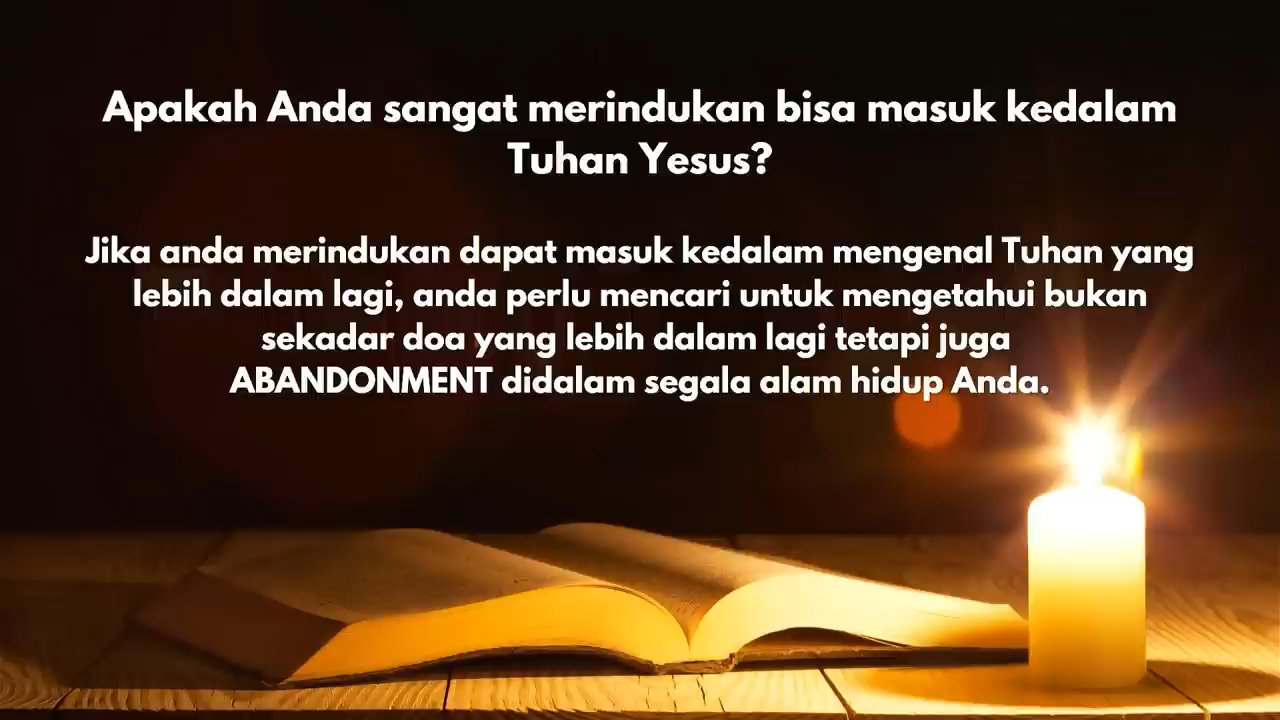 Apakah Anda sangat merindukan bisa masuk kedalam
Tuhan Yesus?
Jika anda merindukan dapat masuk kedalam mengenal Tuhan yang
lebih dalam lagi, anda perlu mencari untuk mengetahui bukan
sekadar doa yang lebih dalam lagi tetapi juga
ABANDONMENT didalam segala alam hidup Anda.